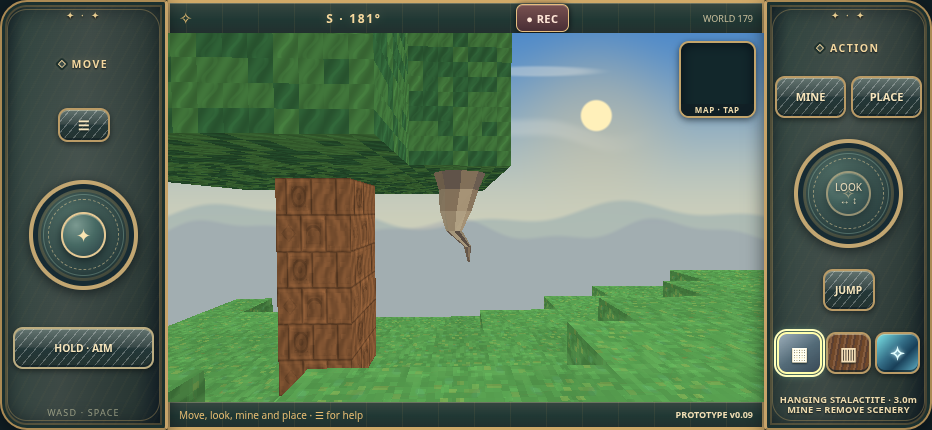 MOVE
HOLD · AIM
WASD · SPACE
S · 181°
● REC
WORLD 179
MAP · TAP
Move, look, mine and place · ☰ for help
PROTOTYPE v0.09
ACTION
MINE
PLACE
LOOK
JUMP
HANGING STALACTITE · 3.0m
MINE = REMOVE SCENERY